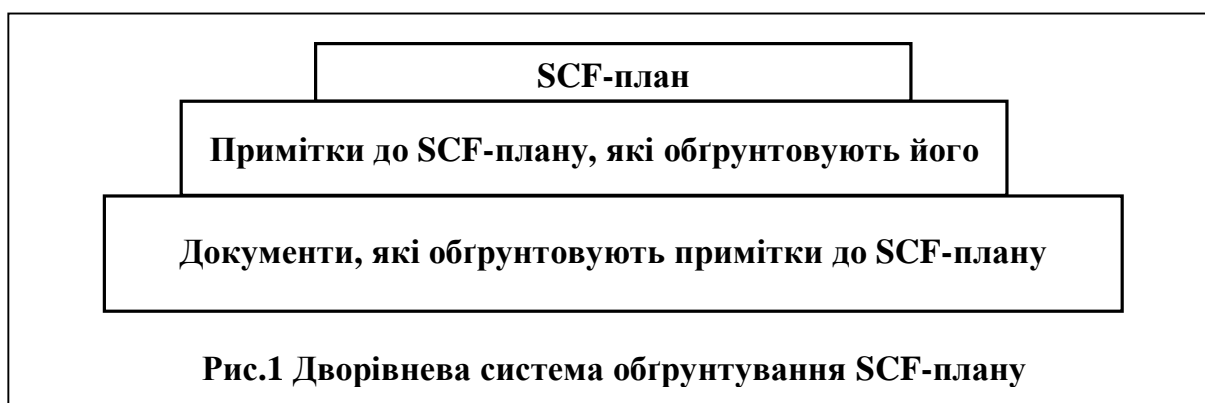 SCF-план
Примітки до SCF-плану, які обґрунтовують його
Документи, які обґрунтовують примітки до SCF-плану
Рис.1 Дворівнева система обґрунтування SCF-плану